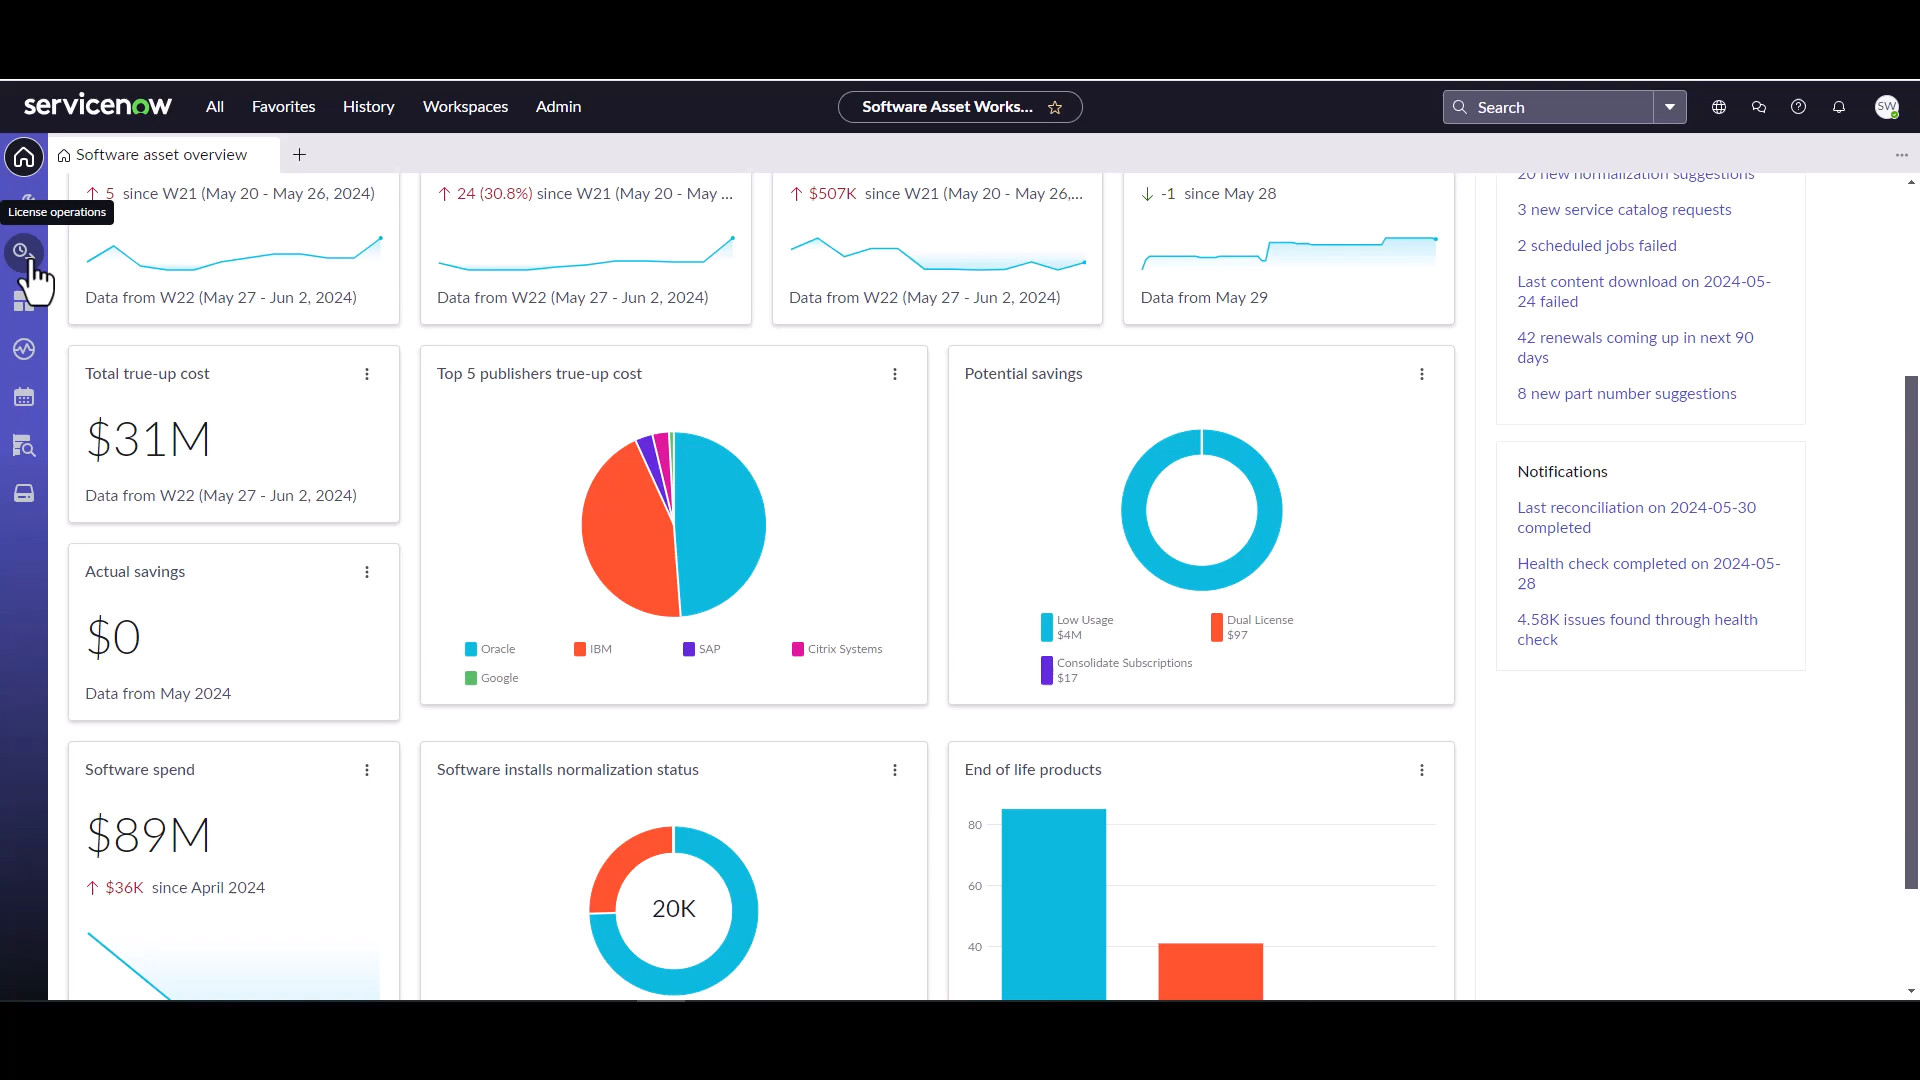 servicenow
All
Favorites
History
Workspaces
Admin
Software Asset Works...
Search
SW
Software asset overview
License operations
5 since W21 (May 20 - May 26, 2024)
Data from W22 (May 27 - Jun 2, 2024)
24 (30.8%) since W21 (May 20 - May ...
Data from W22 (May 27 - Jun 2, 2024)
$507K since W21 (May 20 - May 26,...
Data from W22 (May 27 - Jun 2, 2024)
-1 since May 28
Data from May 29
20 new normalization suggestions
3 new service catalog requests
2 scheduled jobs failed
Last content download on 2024-05-
24 failed
42 renewals coming up in next 90
days
8 new part number suggestions
Total true-up cost
$31M
Data from W22 (May 27 - Jun 2, 2024)
Top 5 publishers true-up cost
Oracle
IBM
SAP
Citrix Systems
Google
Potential savings
Low Usage
$4M
Dual License
$97
Consolidate Subscriptions
$17
Notifications
Last reconciliation on 2024-05-30
completed
Health check completed on 2024-05-
28
4.58K issues found through health
check
Actual savings
$0
Data from May 2024
Software spend
$89M
$36K since April 2024
Software installs normalization status
20K
End of life products
80
60
40